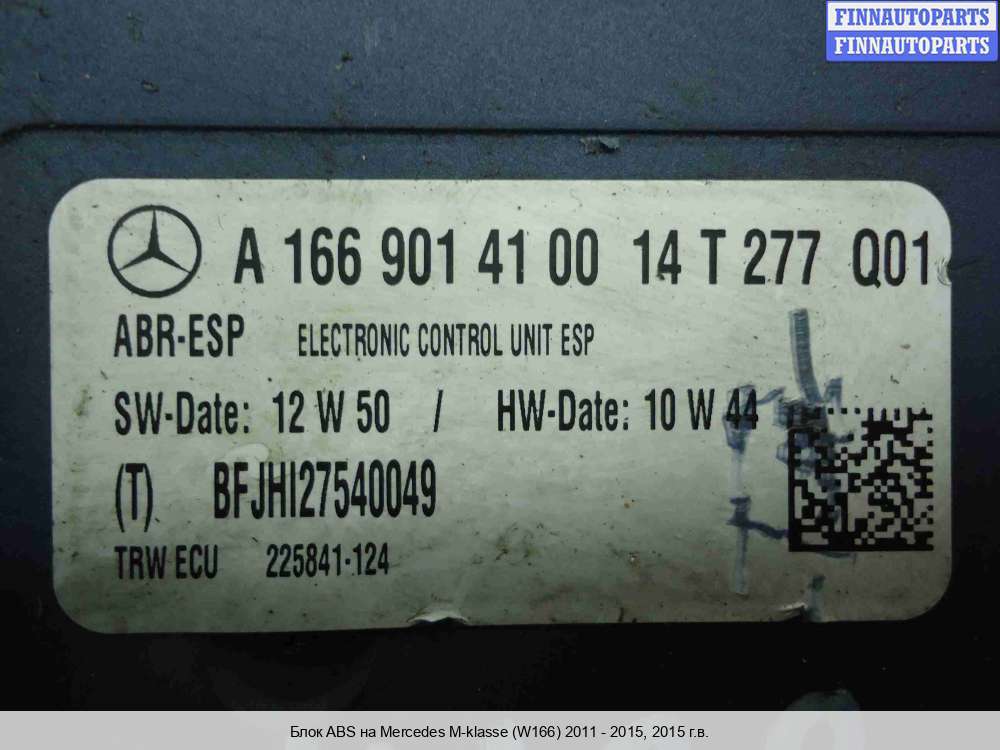 FINNAUTOPARTS
FINNAUTOPARTS
A 166 901 41 00 14 T 277 Q01
ABR-ESP ELECTRONIC CONTROL UNIT ESP
SW-Date: 12 W 50 / HW-Date: 10 W 44
(T) BFJHI27540049
TRW ECU 225841-124
Блок ABS на Mercedes M-klasse (W166) 2011 - 2015, 2015 г.в.